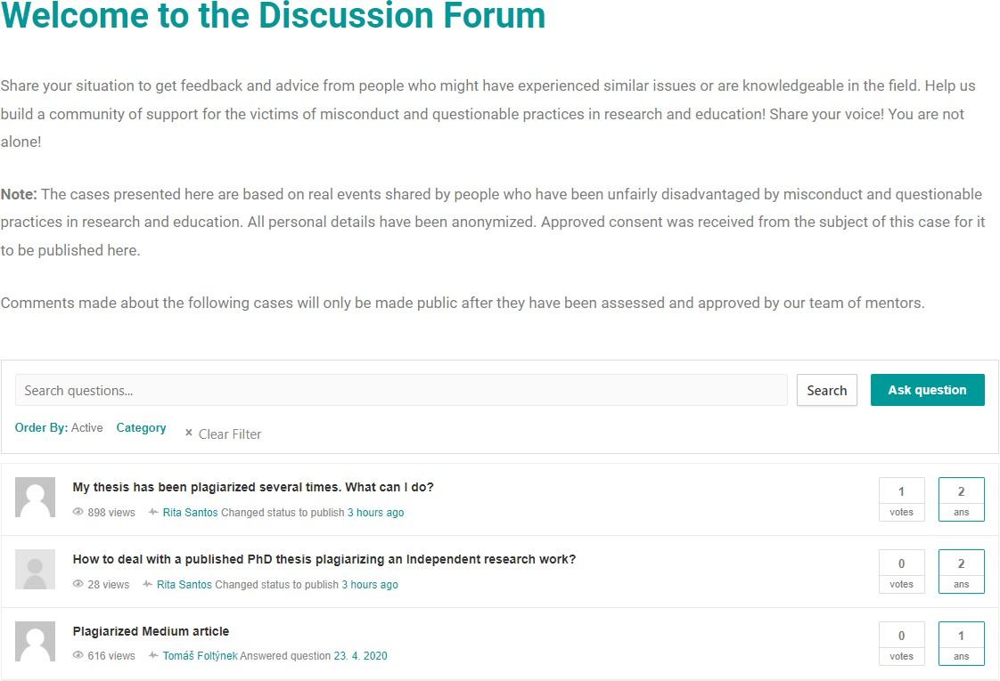 Welcome to the Discussion Forum
Share your situation to get feedback and advice from people who might have experienced similar issues or are knowledgeable in the field. Help us
build a community of support for the victims of misconduct and questionable practices in research and education! Share your voice! You are not
alone!
Note: The cases presented here are based on real events shared by people who have been unfairly disadvantaged by misconduct and questionable
practices in research and education. All personal details have been anonymized. Approved consent was received from the subject of this case for it
to be published here.
Comments made about the following cases will only be made public after they have been assessed and approved by our team of mentors.
Search questions... Search Ask question
Order By: Active Category × Clear Filter
My thesis has been plagiarized several times. What can I do?
898 views Rita Santos Changed status to publish 3 hours ago
1 votes
2 ans
How to deal with a published PhD thesis plagiarizing an Independent research work?
28 views Rita Santos Changed status to publish 3 hours ago
0 votes
2 ans
Plagiarized Medium article
616 views Tomáš Foltýnek Answered question 23. 4. 2020
0 votes
1 ans